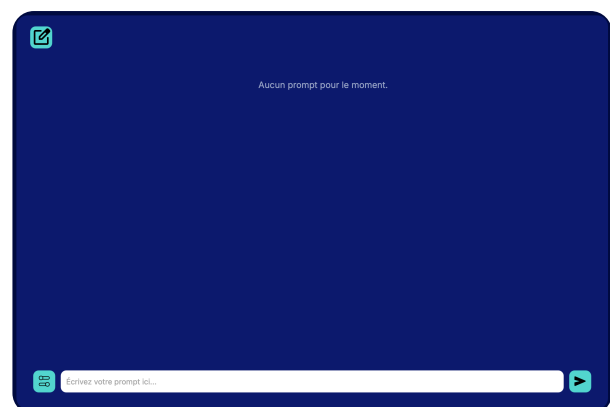 Aucun prompt pour le moment.
Écrivez votre prompt ici...